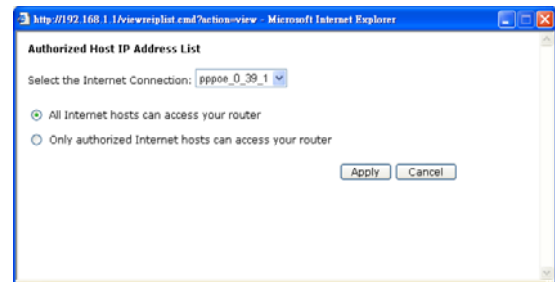 http://192.168.1.1/viewreiplist.cmd?action=view - Microsoft Internet Explorer
Authorized Host IP Address List
Select the Internet Connection: pppoe_0_39_1
All Internet hosts can access your router
Only authorized Internet hosts can access your router
Apply Cancel